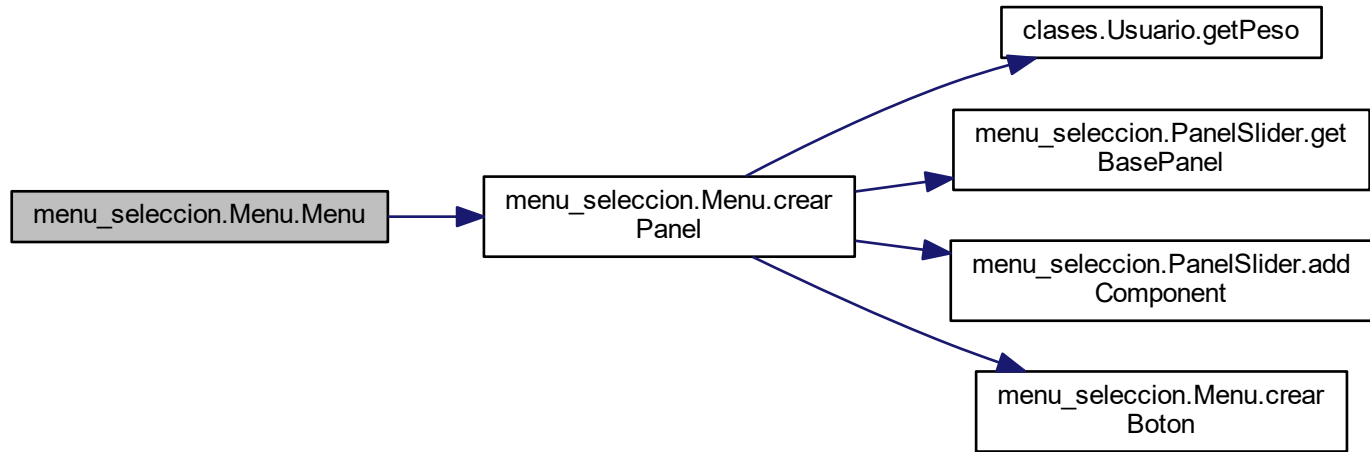 clases.Usuario.getPeso
menu_seleccion.PanelSlider.get
BasePanel
menu_seleccion.Menu.Menu
menu_seleccion.Menu.crear
Panel
menu_seleccion.PanelSlider.add
Component
menu_seleccion.Menu.crear
Boton